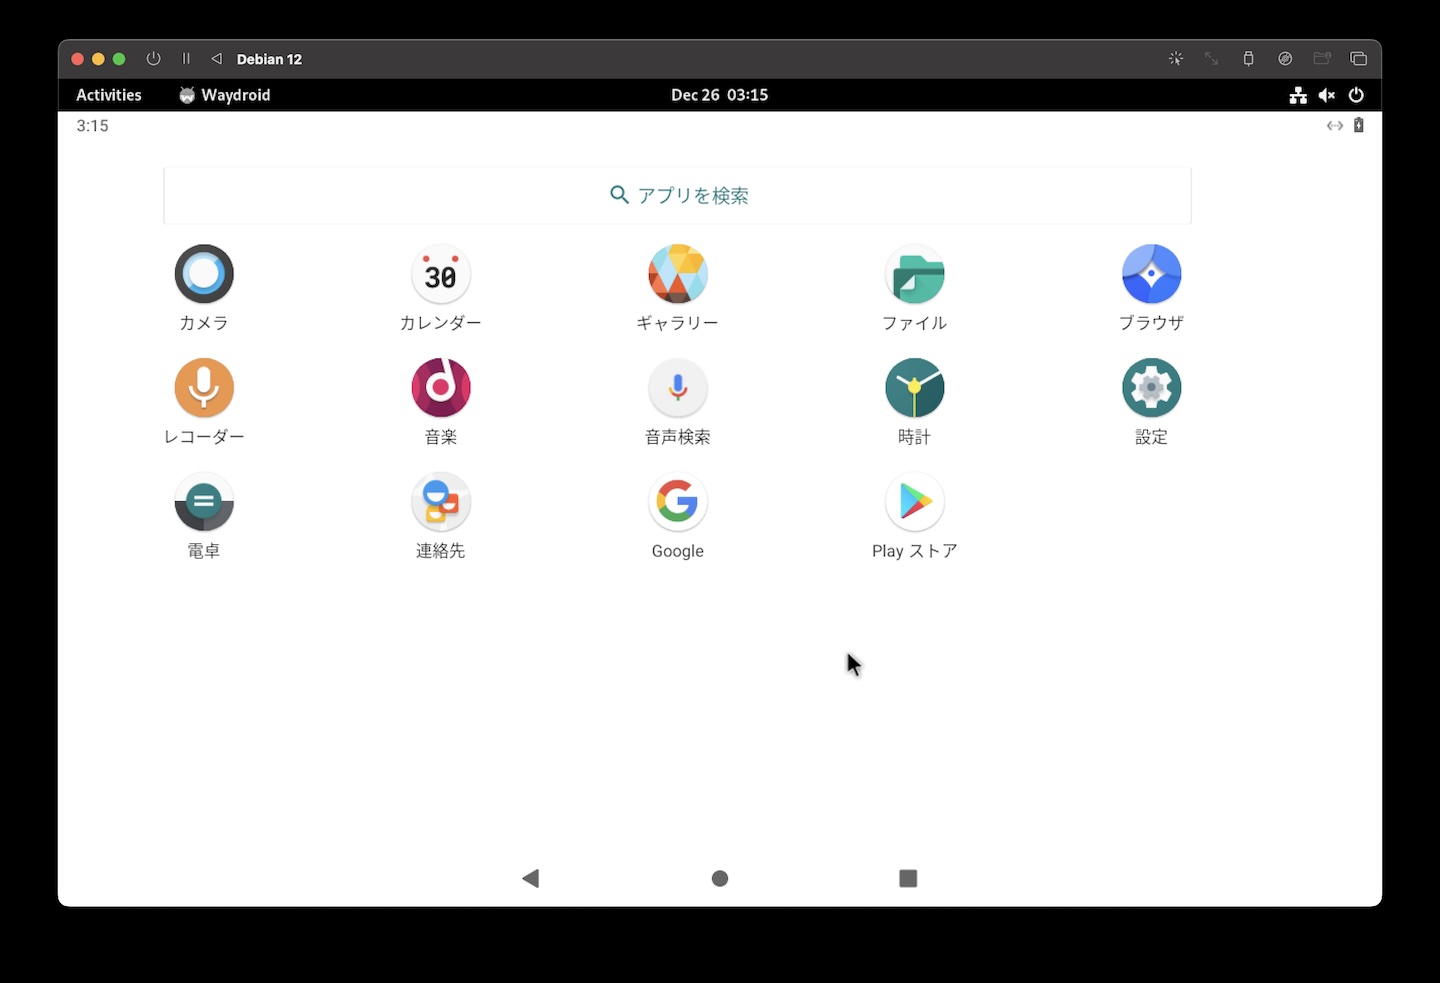 Debian 12
Activities Waydroid Dec 26 03:15
3:15
アプリを検索
30
カメラ カレンダー ギャラリー ファイル ブラウザ
レコーダー 音楽 音声検索 時計 設定
電卓 連絡先 Google Play ストア